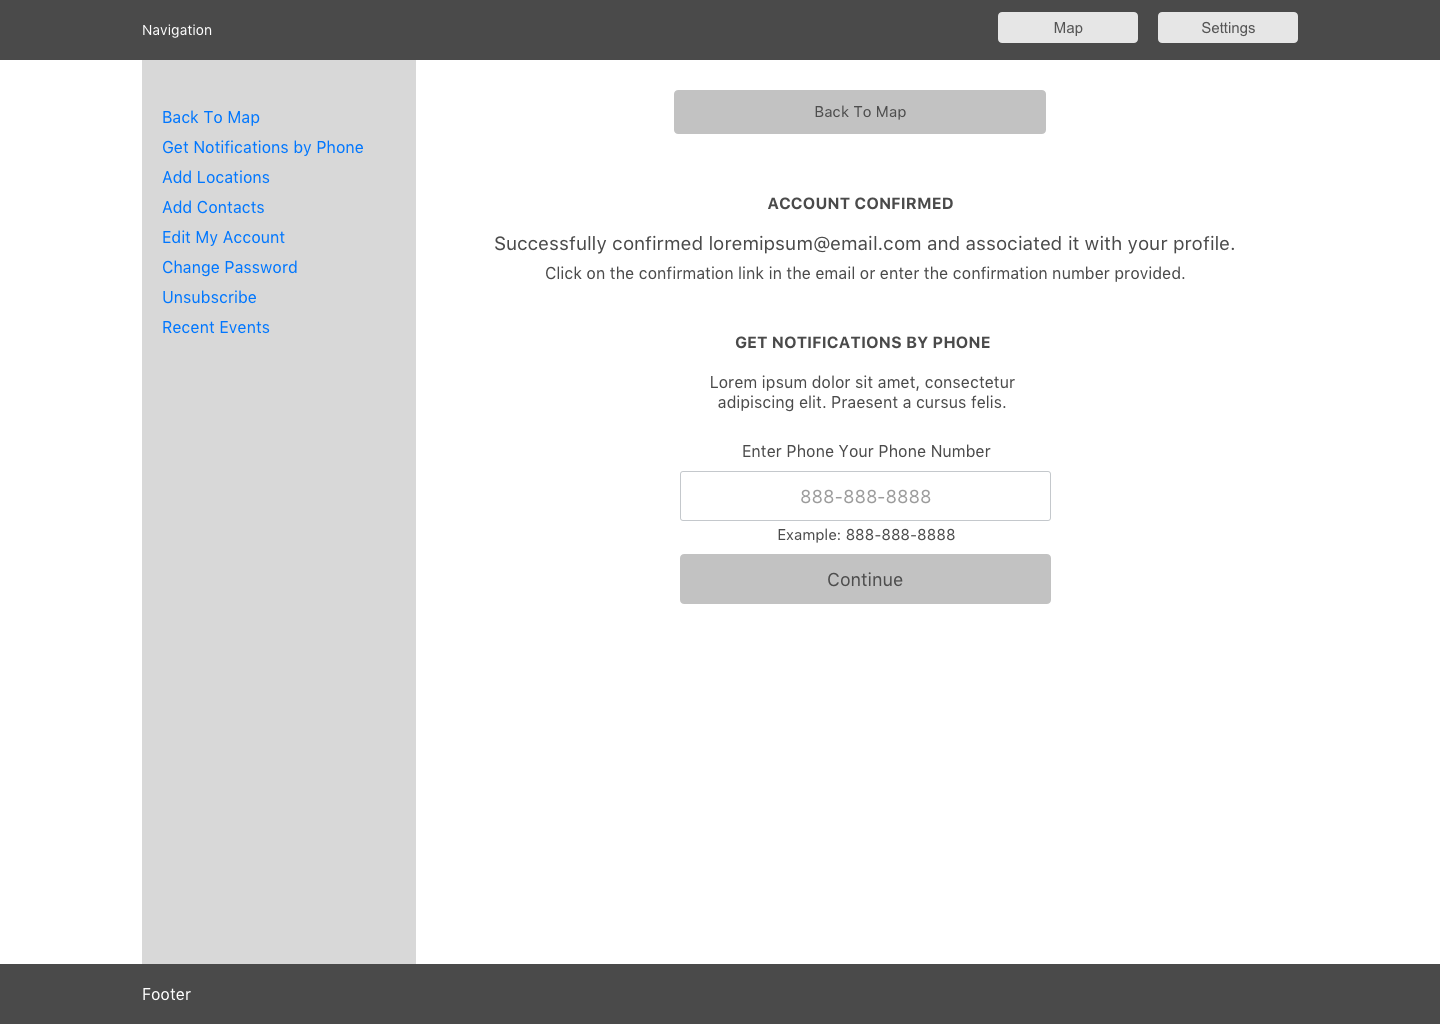 Navigation
Map
Settings
Back To Map
Get Notifications by Phone
Add Locations
Add Contacts
Edit My Account
Change Password
Unsubscribe
Recent Events
Back To Map
ACCOUNT CONFIRMED
Successfully confirmed loremipsum@email.com and associated it with your profile.
Click on the confirmation link in the email or enter the confirmation number provided.
GET NOTIFICATIONS BY PHONE
Lorem ipsum dolor sit amet, consectetur
adipiscing elit. Praesent a cursus felis.
Enter Phone Your Phone Number
888-888-8888
Example: 888-888-8888
Continue
Footer